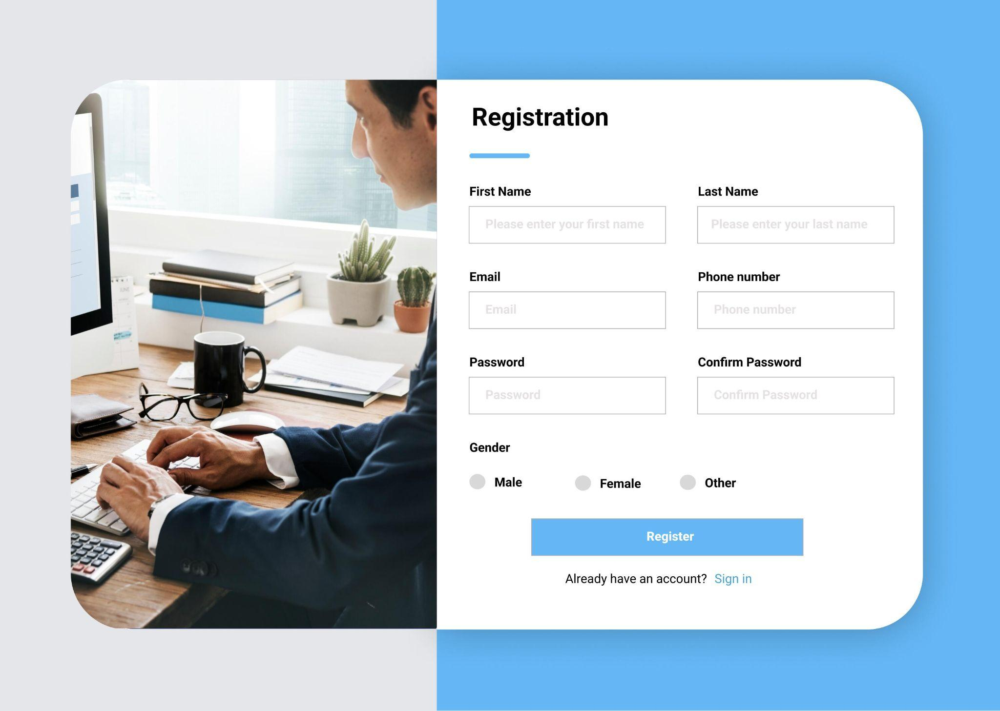 Registration
First Name
Last Name
Please enter your first name
Please enter your last name
Email
Phone number
Email
Phone number
Password
Confirm Password
Password
Confirm Password
Gender
Male
Female
Other
Register
Already have an account? Sign in
JUNE